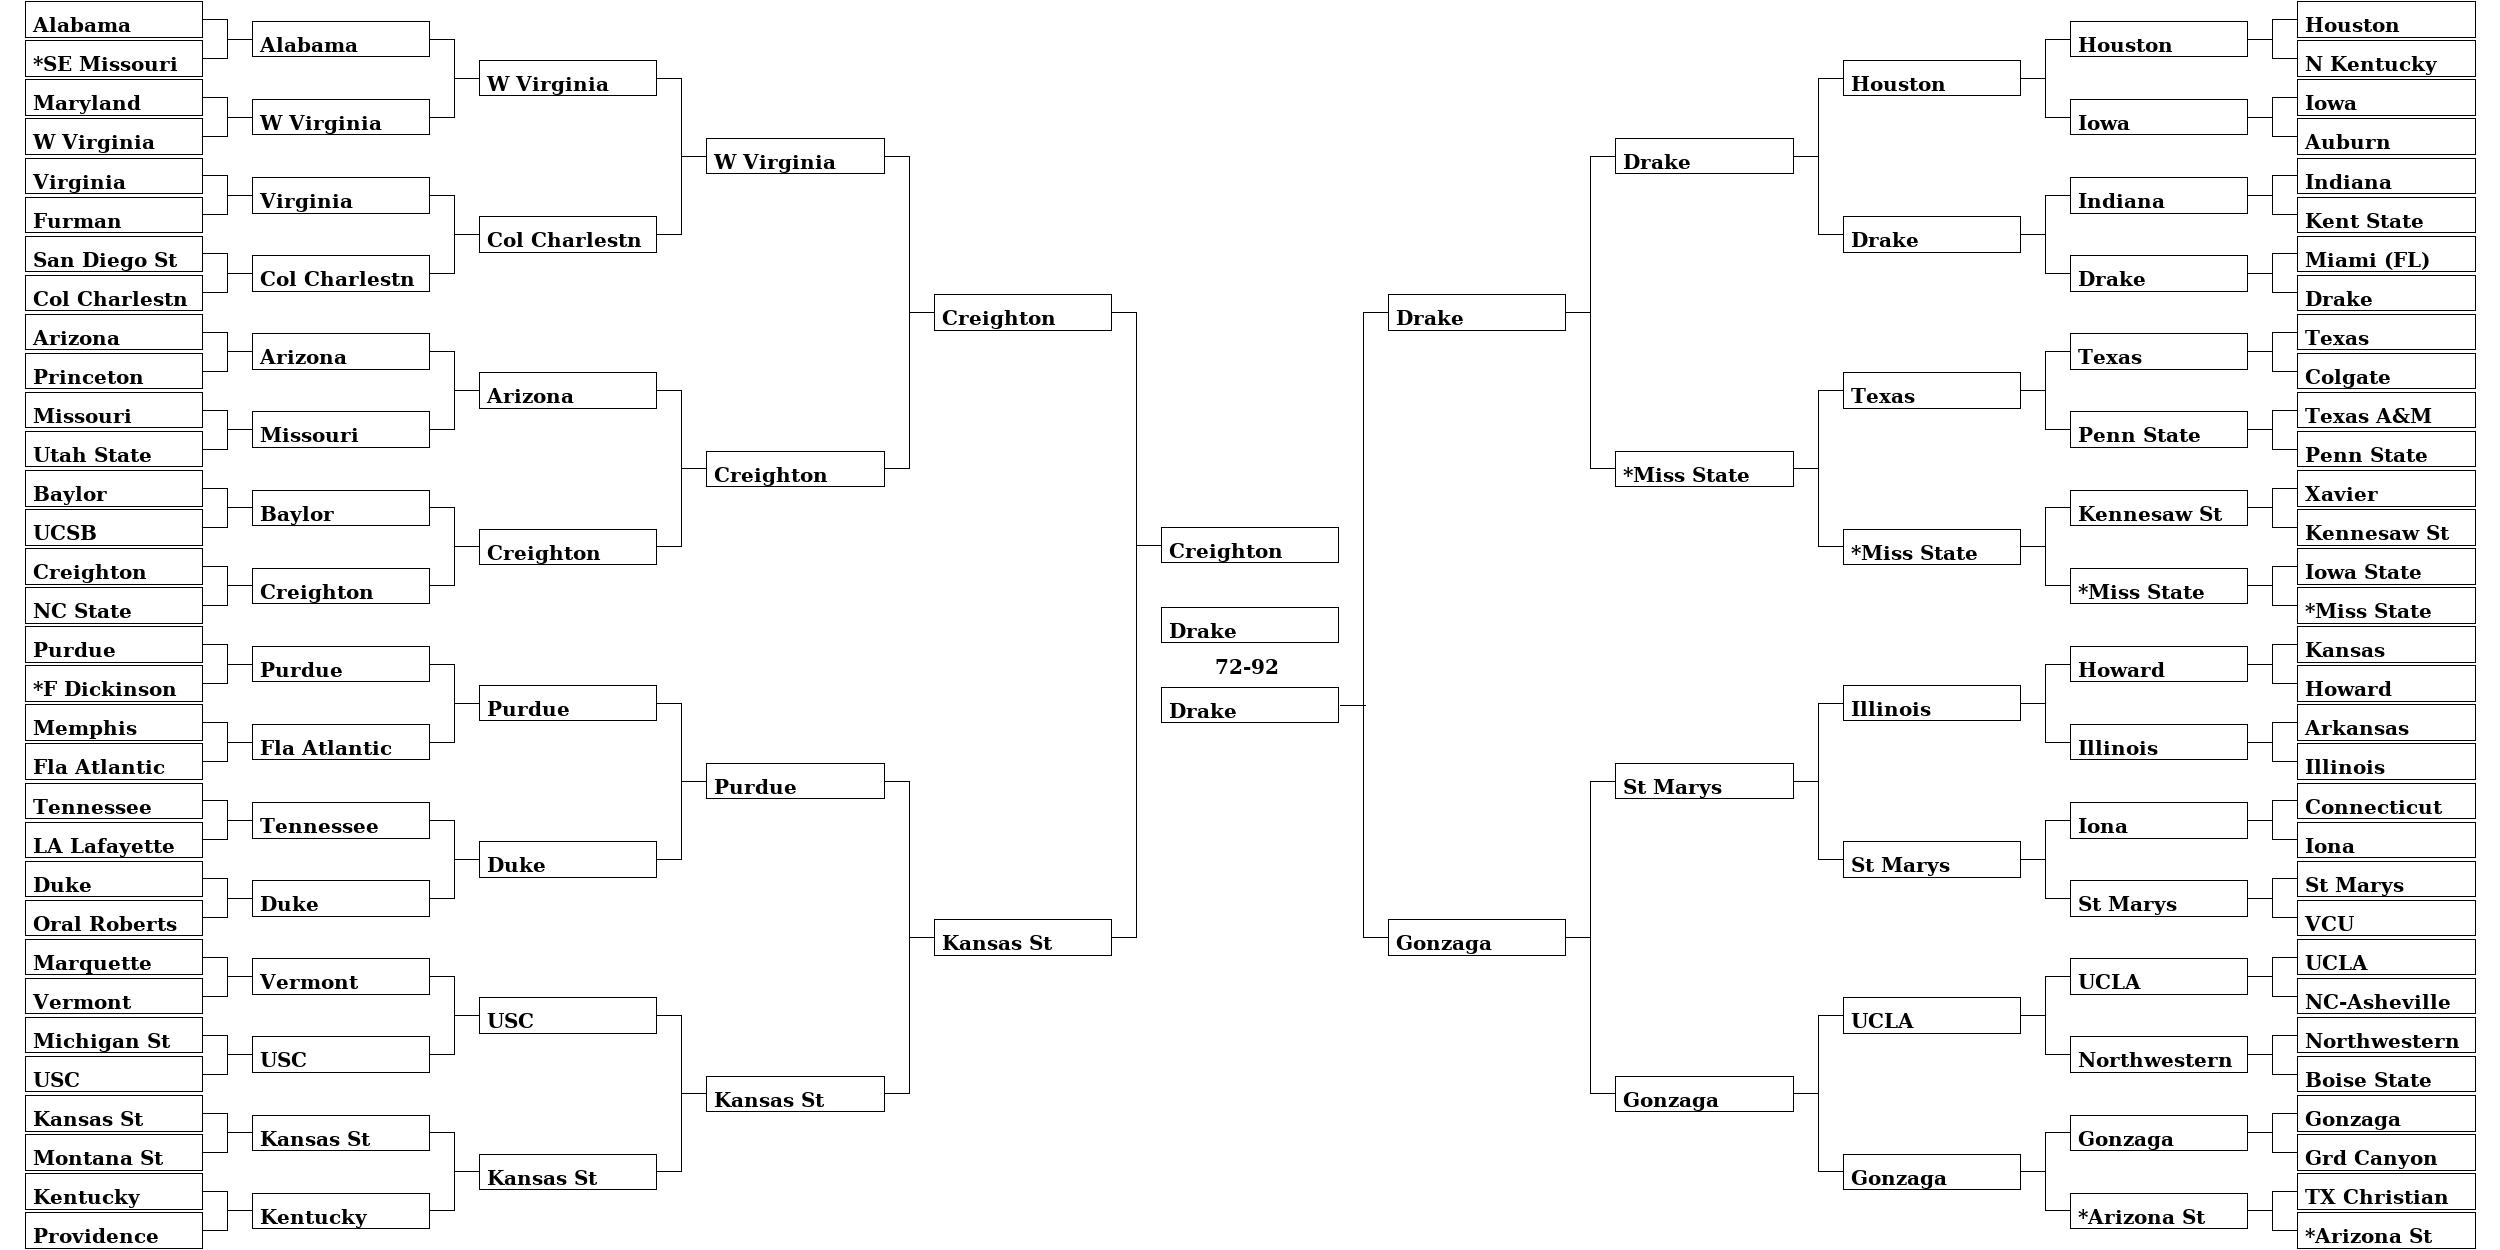 Alabama
*SE Missouri
Maryland
W Virginia
Virginia
Furman
San Diego St
Col Charlestn
Arizona
Princeton
Missouri
Utah State
Baylor
UCSB
Creighton
NC State
Purdue
*F Dickinson
Memphis
Fla Atlantic
Tennessee
LA Lafayette
Duke
Oral Roberts
Marquette
Vermont
Michigan St
USC
Kansas St
Montana St
Kentucky
Providence
Alabama
W Virginia
Virginia
Col Charlestn
Arizona
Missouri
Baylor
Creighton
Purdue
Fla Atlantic
Tennessee
Duke
Vermont
USC
Kansas St
Kentucky
W Virginia
Col Charlestn
Arizona
Creighton
Purdue
Duke
USC
Kansas St
W Virginia
Creighton
Purdue
Kansas St
Creighton
Kansas St
Creighton
Drake
72-92
Drake
Drake
Gonzaga
Drake
*Miss State
St Marys
Gonzaga
Houston
Drake
Texas
*Miss State
Illinois
St Marys
UCLA
Gonzaga
Houston
Iowa
Indiana
Drake
Texas
Penn State
Kennesaw St
*Miss State
Howard
Illinois
Iona
St Marys
UCLA
Northwestern
Gonzaga
*Arizona St
Houston
N Kentucky
Iowa
Auburn
Indiana
Kent State
Miami (FL)
Drake
Texas
Colgate
Texas A&M
Penn State
Xavier
Kennesaw St
Iowa State
*Miss State
Kansas
Howard
Arkansas
Illinois
Connecticut
Iona
St Marys
VCU
UCLA
NC-Asheville
Northwestern
Boise State
Gonzaga
Grd Canyon
TX Christian
*Arizona St